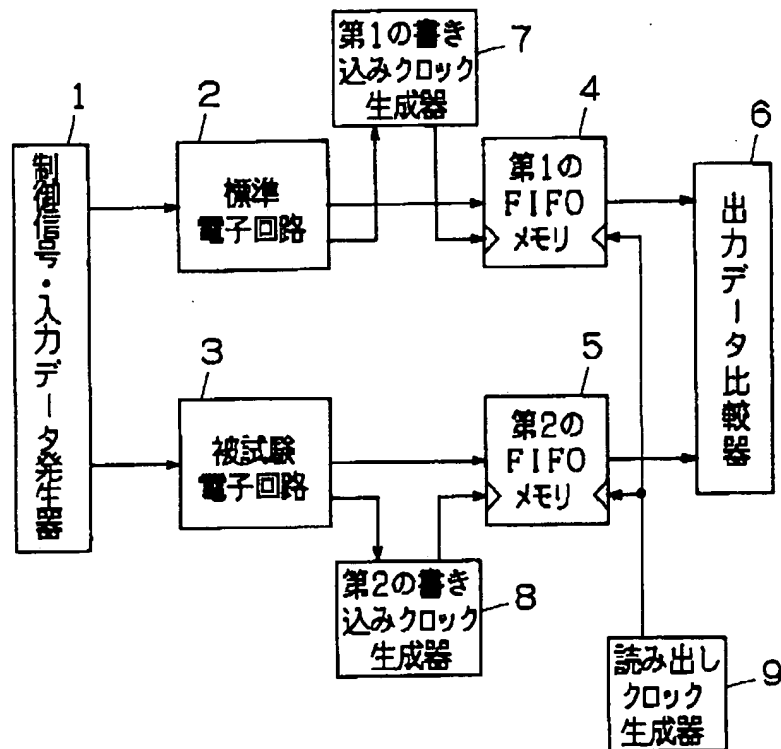 第1の書き
込みクロック
生成器
7
1
制御信号・入力データ発生器
2
標準
電子回路
4
第1の
FIFO
メモリ
6
出力データ比較器
3
被試験
電子回路
5
第2の
FIFO
メモリ
第2の書き
込みクロック
生成器
8
読み出し
クロック
生成器
9